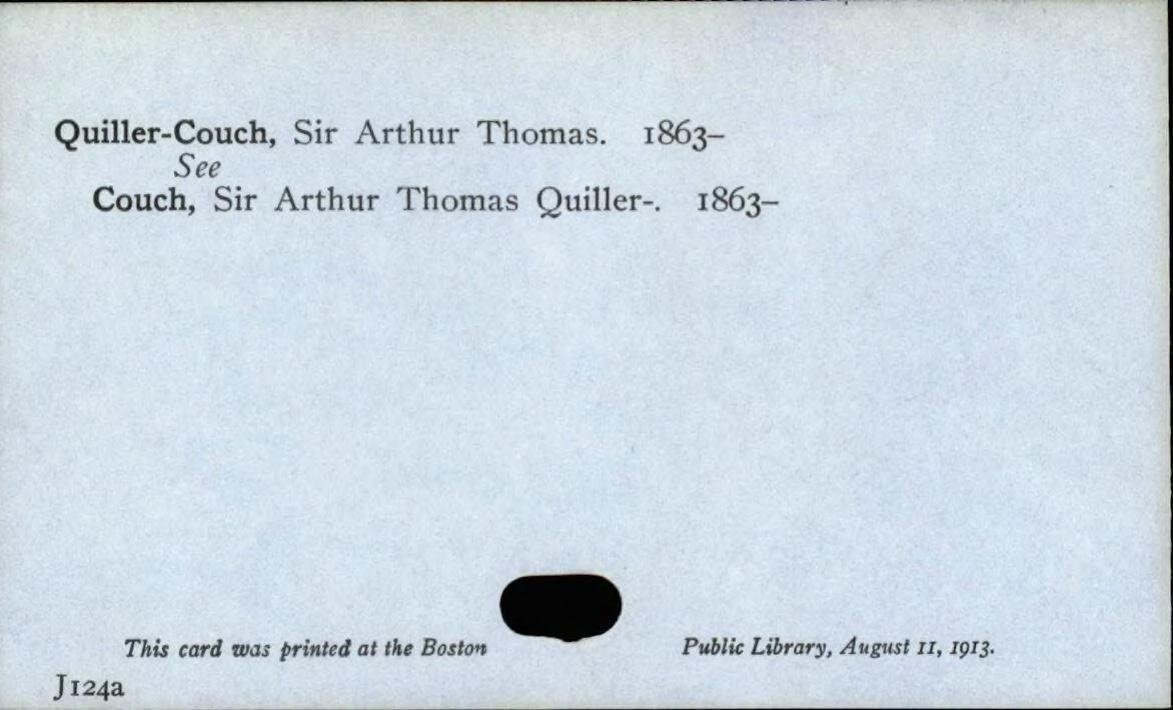 Quiller-Couch, Sir Arthur Thomas. 1863–
See
Couch, Sir Arthur Thomas Quiller-. 1863–
This card was printed at the Boston Public Library, August 11, 1913.
J124a